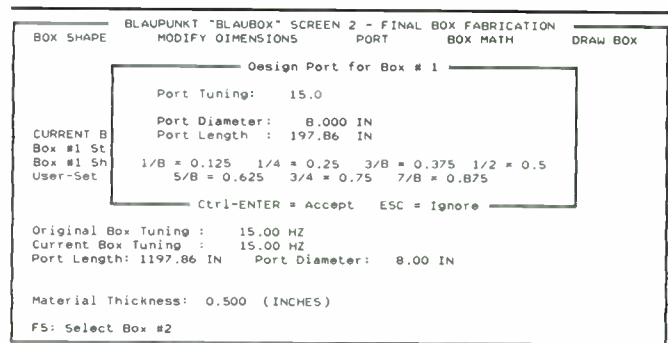 BLAUPUNKT "BLAUBOX" SCREEN 2 - FINAL BOX FABRICATION
BOX SHAPE MODIFY DIMENSIONS PORT BOX MATH DRAW BOX
Design Port for Box # 1
Port Tuning: 15.0
Port Diameter: 8.000 IN
CURRENT B Port Length : 197.86 IN
Box #1 St
Box #1 Sh 1/8 = 0.125 1/4 = 0.25 3/8 = 0.375 1/2 = 0.5
User-Set 5/8 = 0.625 3/4 = 0.75 7/8 = 0.875
Ctrl-ENTER = Accept ESC = Ignore
Original Box Tuning : 15.00 HZ
Current Box Tuning : 15.00 HZ
Port Length: 1197.86 IN Port Diameter: 8.00 IN
Material Thickness: 0.500 (INCHES)
F5: Select Box #2